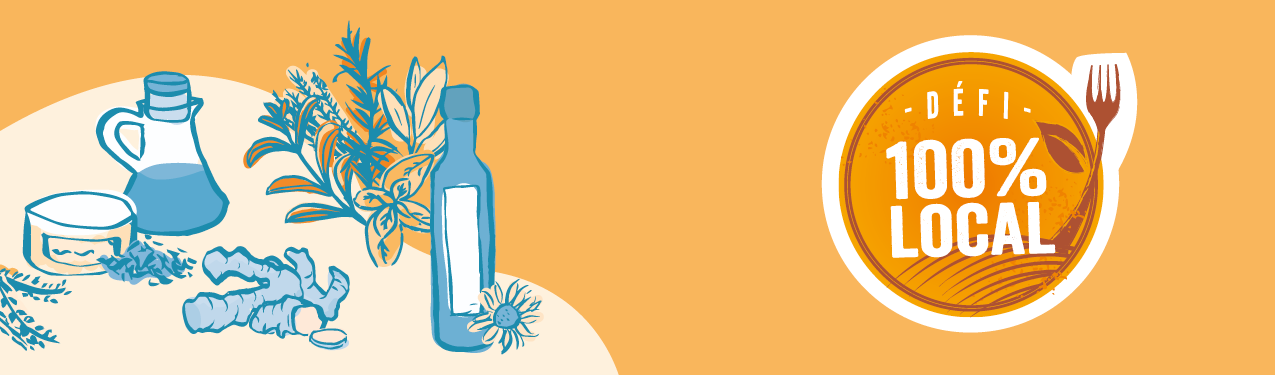 - DÉFI -
100%
LOCAL